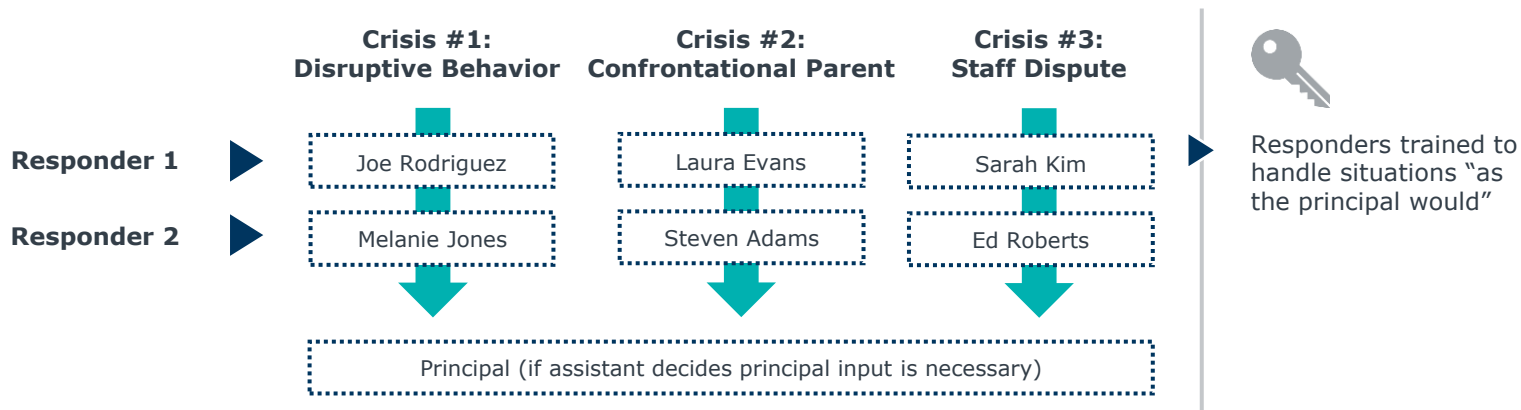 Crisis #1:
Disruptive Behavior
Crisis #2:
Confrontational Parent
Crisis #3:
Staff Dispute
Responder 1
Joe Rodriguez
Laura Evans
Sarah Kim
Responder 2
Melanie Jones
Steven Adams
Ed Roberts
Principal (if assistant decides principal input is necessary)
Responders trained to
handle situations “as
the principal would”